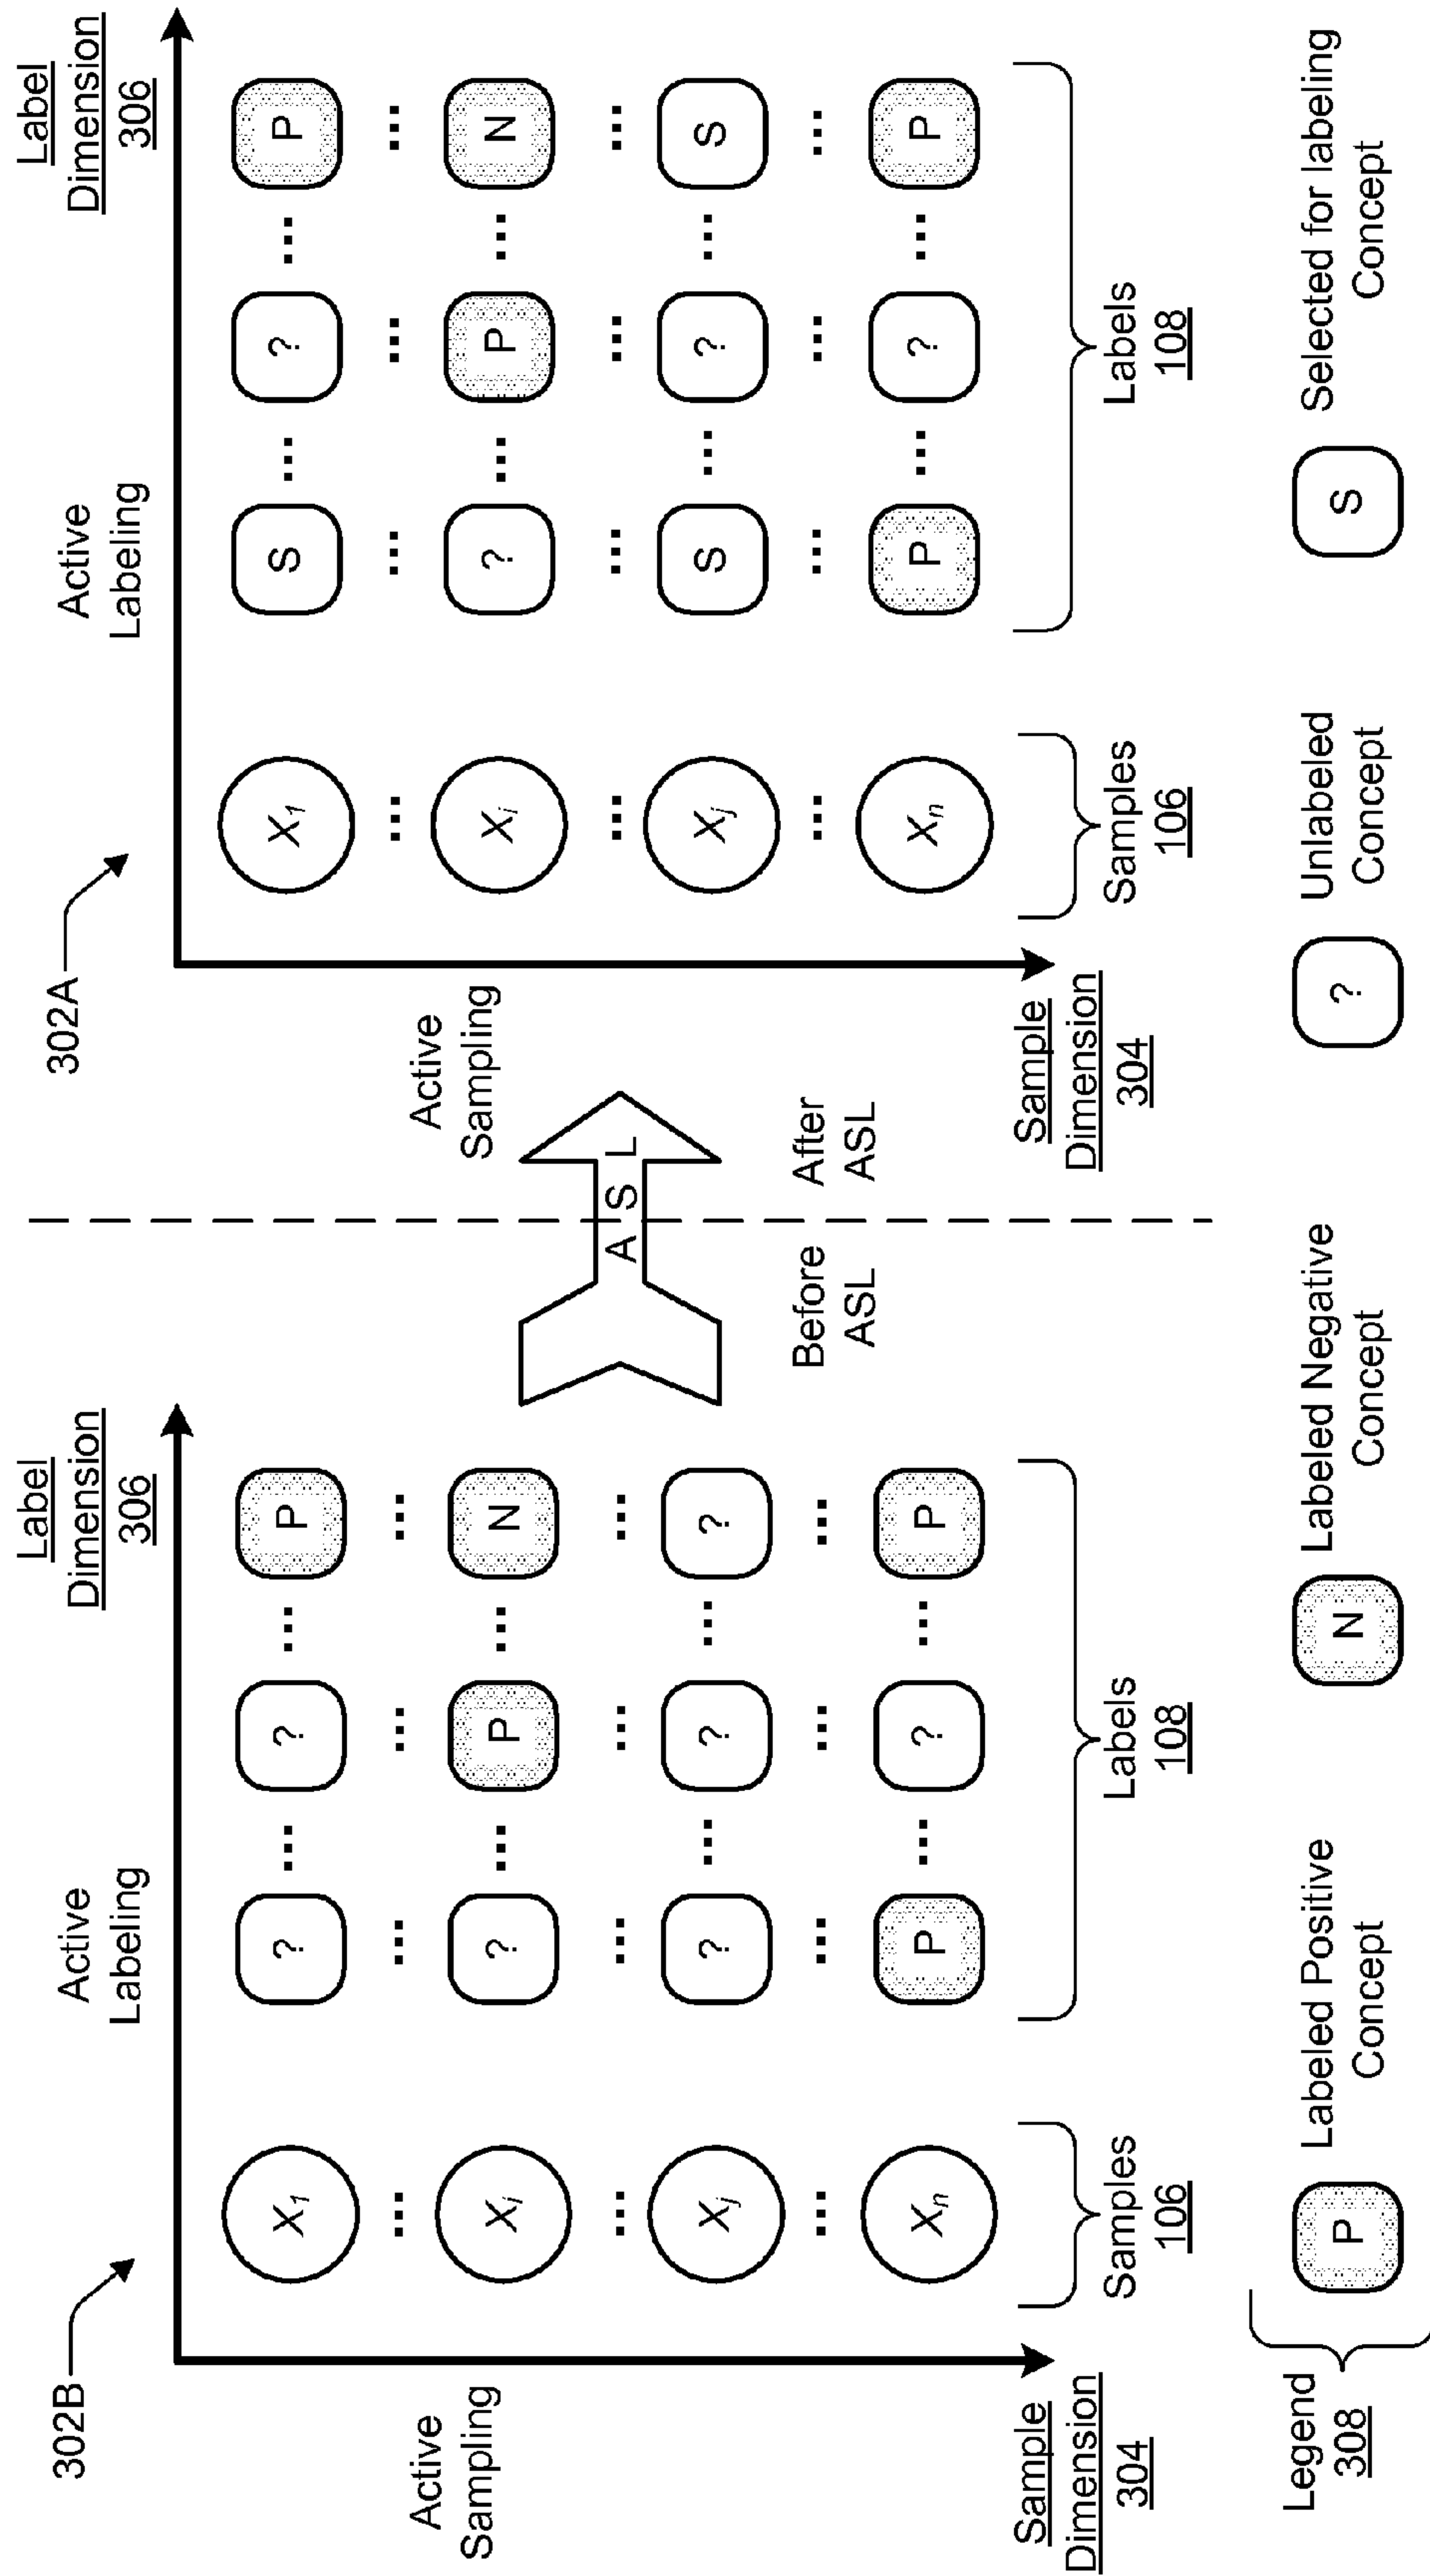 302B
Active
Labeling
Label
Dimension
306
Active
Sampling
X1 ? ... ? ... P
... ... ... ...
Xi ? ... P ... N
... ... ... ...
Xj ? ... ? ... ?
... ... ... ...
Xn P ... ? ... P
Sample
Dimension
304
Samples
106
Labels
108
A S L
Before
ASL
After
ASL
302A
Active
Labeling
Label
Dimension
306
Active
Sampling
X1 S ... ? ... P
... ... ... ...
Xi ? ... P ... N
... ... ... ...
Xj S ... ? ... S
... ... ... ...
Xn P ... ? ... P
Sample
Dimension
304
Samples
106
Labels
108
Legend
308
P
Labeled Positive
Concept
N
Labeled Negative
Concept
?
Unlabeled
Concept
S
Selected for labeling
Concept